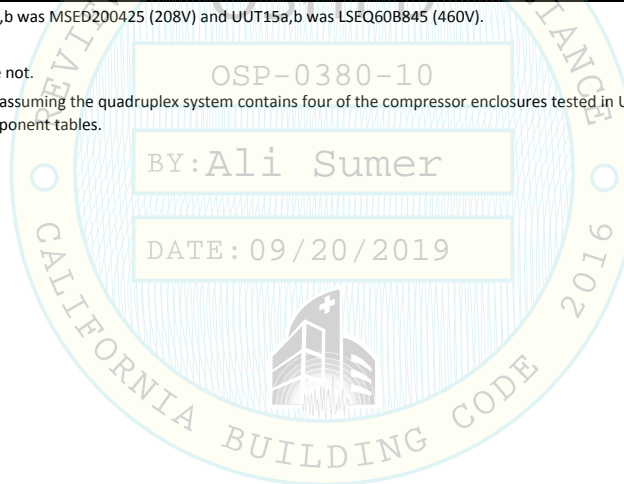 ,b was MSED200425 (208V) and UUT15a,b was LSEQ60B845 (460V).
not.
assuming the quadruplex system contains four of the compressor enclosures tested in
ponent tables.
OSP-0380-10
BY: Ali Sumer
DATE: 09/20/2019
CALIFORNIA BUILDING CODE 2016